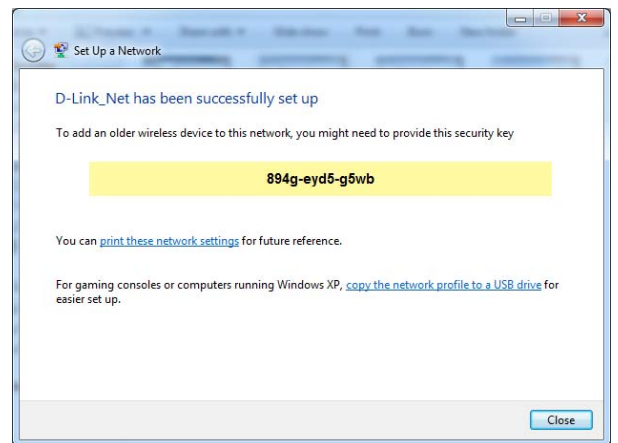 Set Up a Network
D-Link_Net has been successfully set up
To add an older wireless device to this network, you might need to provide this security key
894g-eyd5-g5wb
You can print these network settings for future reference.
For gaming consoles or computers running Windows XP, copy the network profile to a USB drive for
easier set up.
Close